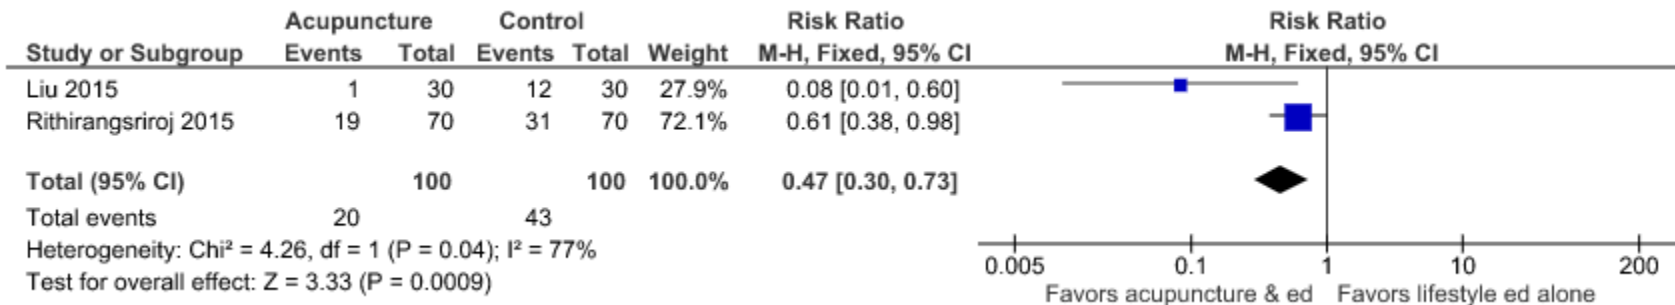 Acupuncture Control Risk Ratio Risk Ratio
Study or Subgroup Events Total Events Total Weight M-H, Fixed, 95% CI M-H, Fixed, 95% CI
Liu 2015 1 30 12 30 27.9% 0.08 [0.01, 0.60]
Rithirangsriroj 2015 19 70 31 70 72.1% 0.61 [0.38, 0.98]
Total (95% CI) 100 100 100.0% 0.47 [0.30, 0.73]
Total events 20 43
Heterogeneity: Chi² = 4.26, df = 1 (P = 0.04); I² = 77%
Test for overall effect: Z = 3.33 (P = 0.0009)
0.005 0.1 1 10 200
Favors acupuncture & ed Favors lifestyle ed alone